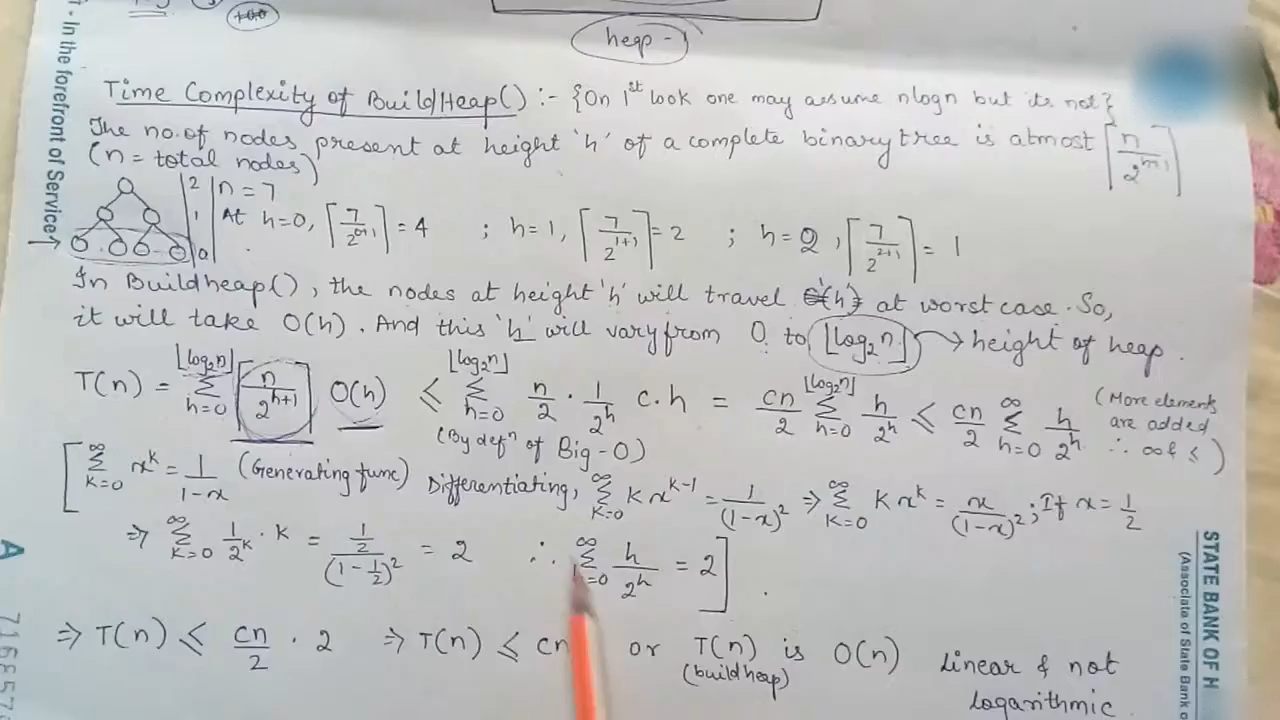 heap -1
Time Complexity of BuildHeap() :- {On 1st look one may assume nlogn but its not}
The no. of nodes present at height 'h' of a complete binary tree is atmost ⌈n/2^(h+1)⌉
(n = total nodes)
2 n = 7
1 At h=0, ⌈7/2^(0+1)⌉ = 4 ; h=1, ⌈7/2^(1+1)⌉ = 2 ; h=2, ⌈7/2^(2+1)⌉ = 1
0
In Buildheap(), the nodes at height 'h' will travel 'h' at worst case. So,
it will take O(h). And this 'h' will vary from 0 to ⌊log₂n⌋ → height of heap.
T(n) = Σ_{h=0}^{⌊log₂n⌋} ⌈n/2^(h+1)⌉ O(h) ≤ Σ_{h=0}^{⌊log₂n⌋} n/2 · 1/2^h c.h = cn/2 Σ_{h=0}^{⌊log₂n⌋} h/2^h ≤ cn/2 Σ_{h=0}^{∞} h/2^h (More elements are added ∴ ∞ & ≤)
(By defn of Big-O)
[Σ_{k=0}^{∞} x^k = 1/(1-x) (Generating func) Differentiating, Σ_{k=0}^{∞} k x^(k-1) = 1/(1-x)² ⇒ Σ_{k=0}^{∞} k x^k = x/(1-x)² ; If x = 1/2
⇒ Σ_{k=0}^{∞} 1/2^k · k = (1/2)/(1-1/2)² = 2 ∴ Σ_{h=0}^{∞} h/2^h = 2] .
⇒ T(n) ≤ cn/2 · 2 ⇒ T(n) ≤ cn or T(n) is O(n) linear & not
(buildheap) logarithmic
- In the forefront of Service
STATE BANK OF H
(Associate of State Bank o
A